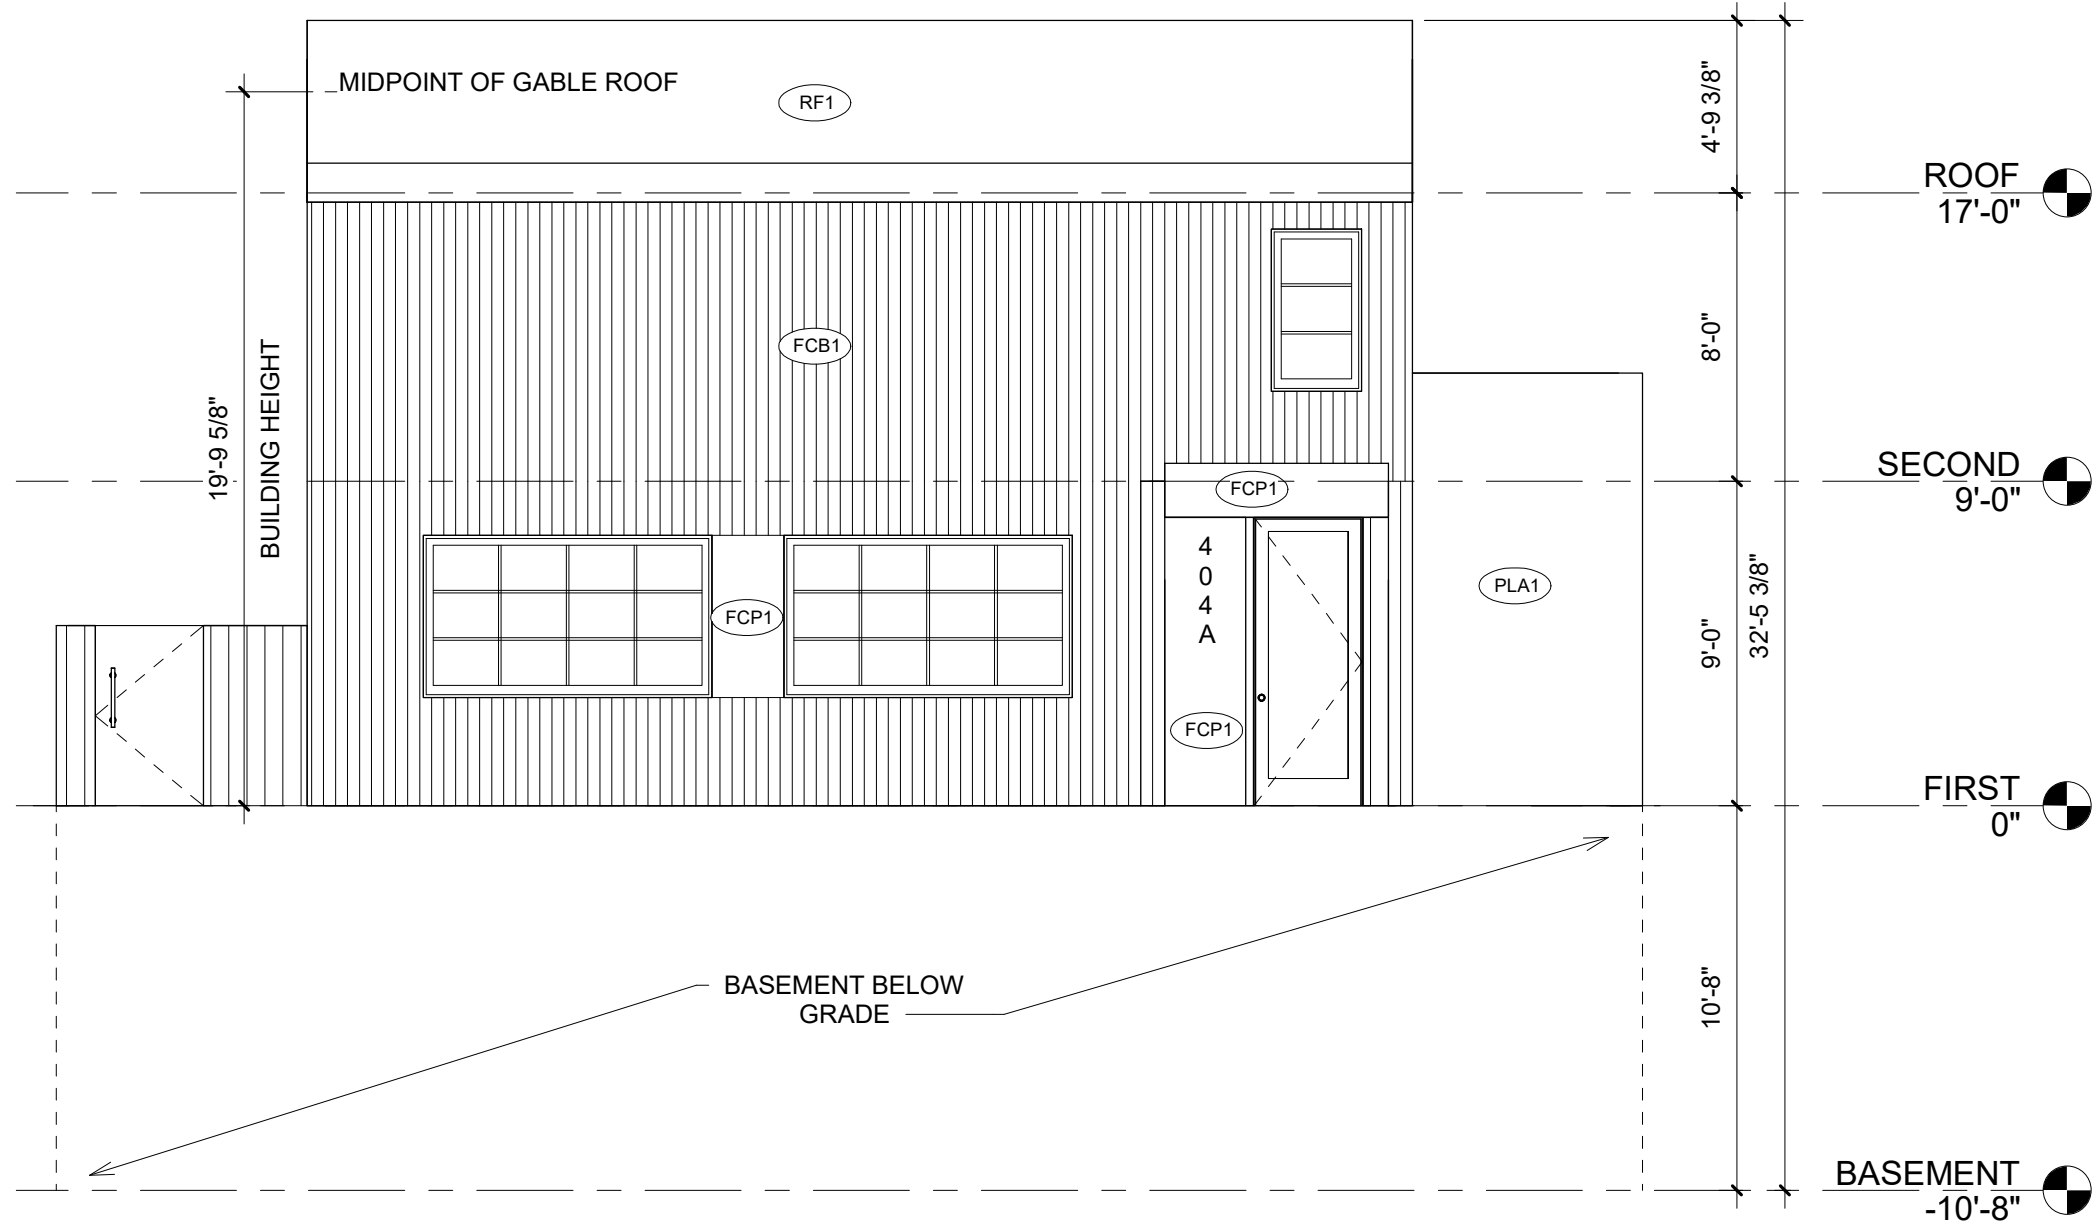 MIDPOINT OF GABLE ROOF
RF1
4'-9 3/8"
ROOF
17'-0"
FCB1
8'-0"
19'-9 5/8"
BUILDING HEIGHT
SECOND
9'-0"
FCP1
4
0
4
A
FCP1
PLA1
9'-0"
32'-5 3/8"
FCP1
FIRST
0"
BASEMENT BELOW
GRADE
10'-8"
BASEMENT
-10'-8"